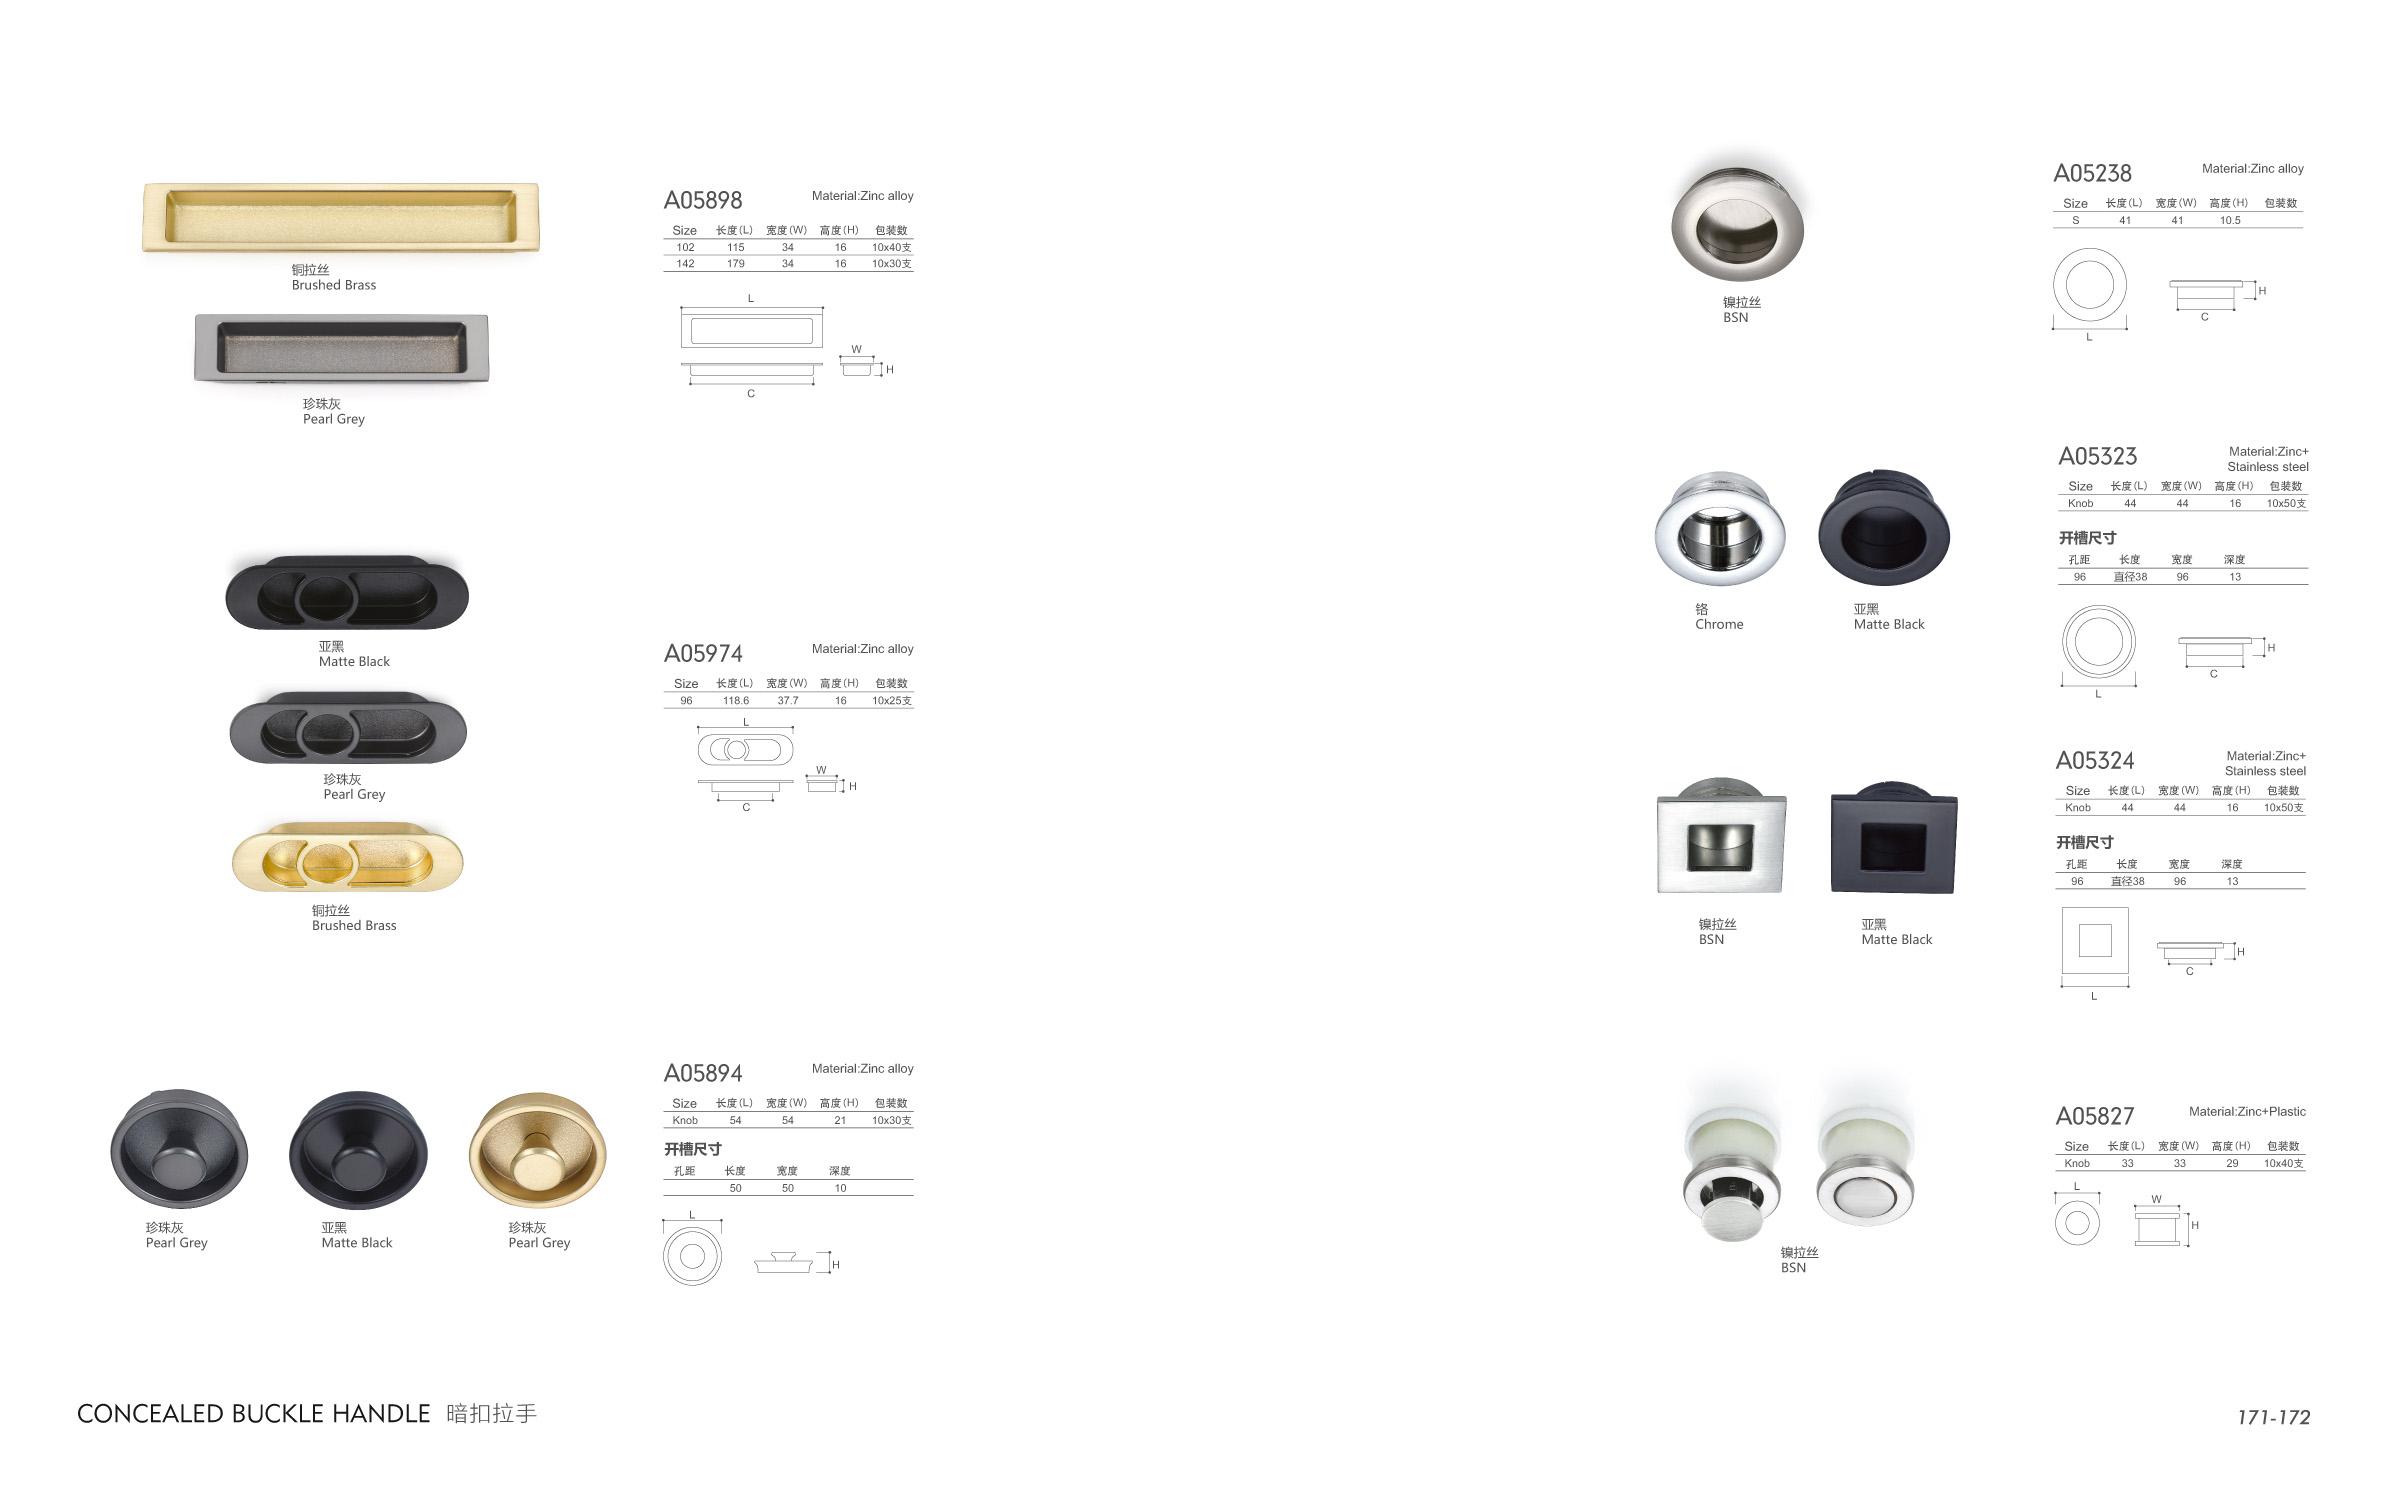 铜拉丝
Brushed Brass
珍珠灰
Pearl Grey
A05898 Material:Zinc alloy
Size 长度(L) 宽度(W) 高度(H) 包装数
102 115 34 16 10x40支
142 179 34 16 10x30支
L
W
H
C
亚黑
Matte Black
珍珠灰
Pearl Grey
铜拉丝
Brushed Brass
A05974 Material:Zinc alloy
Size 长度(L) 宽度(W) 高度(H) 包装数
96 118.6 37.7 16 10x25支
L
W
H
C
珍珠灰
Pearl Grey
亚黑
Matte Black
珍珠灰
Pearl Grey
A05894 Material:Zinc alloy
Size 长度(L) 宽度(W) 高度(H) 包装数
Knob 54 54 21 10x30支
开槽尺寸
孔距 长度 宽度 深度
50 50 10
L
H
镍拉丝
BSN
A05238 Material:Zinc alloy
Size 长度(L) 宽度(W) 高度(H) 包装数
S 41 41 10.5
H
C
L
铬
Chrome
亚黑
Matte Black
A05323 Material:Zinc+
Stainless steel
Size 长度(L) 宽度(W) 高度(H) 包装数
Knob 44 44 16 10x50支
开槽尺寸
孔距 长度 宽度 深度
96 直径38 96 13
H
C
L
镍拉丝
BSN
亚黑
Matte Black
A05324 Material:Zinc+
Stainless steel
Size 长度(L) 宽度(W) 高度(H) 包装数
Knob 44 44 16 10x50支
开槽尺寸
孔距 长度 宽度 深度
96 直径38 96 13
H
C
L
镍拉丝
BSN
A05827 Material:Zinc+Plastic
Size 长度(L) 宽度(W) 高度(H) 包装数
Knob 33 33 29 10x40支
L
W
H
CONCEALED BUCKLE HANDLE 暗扣拉手
171-172